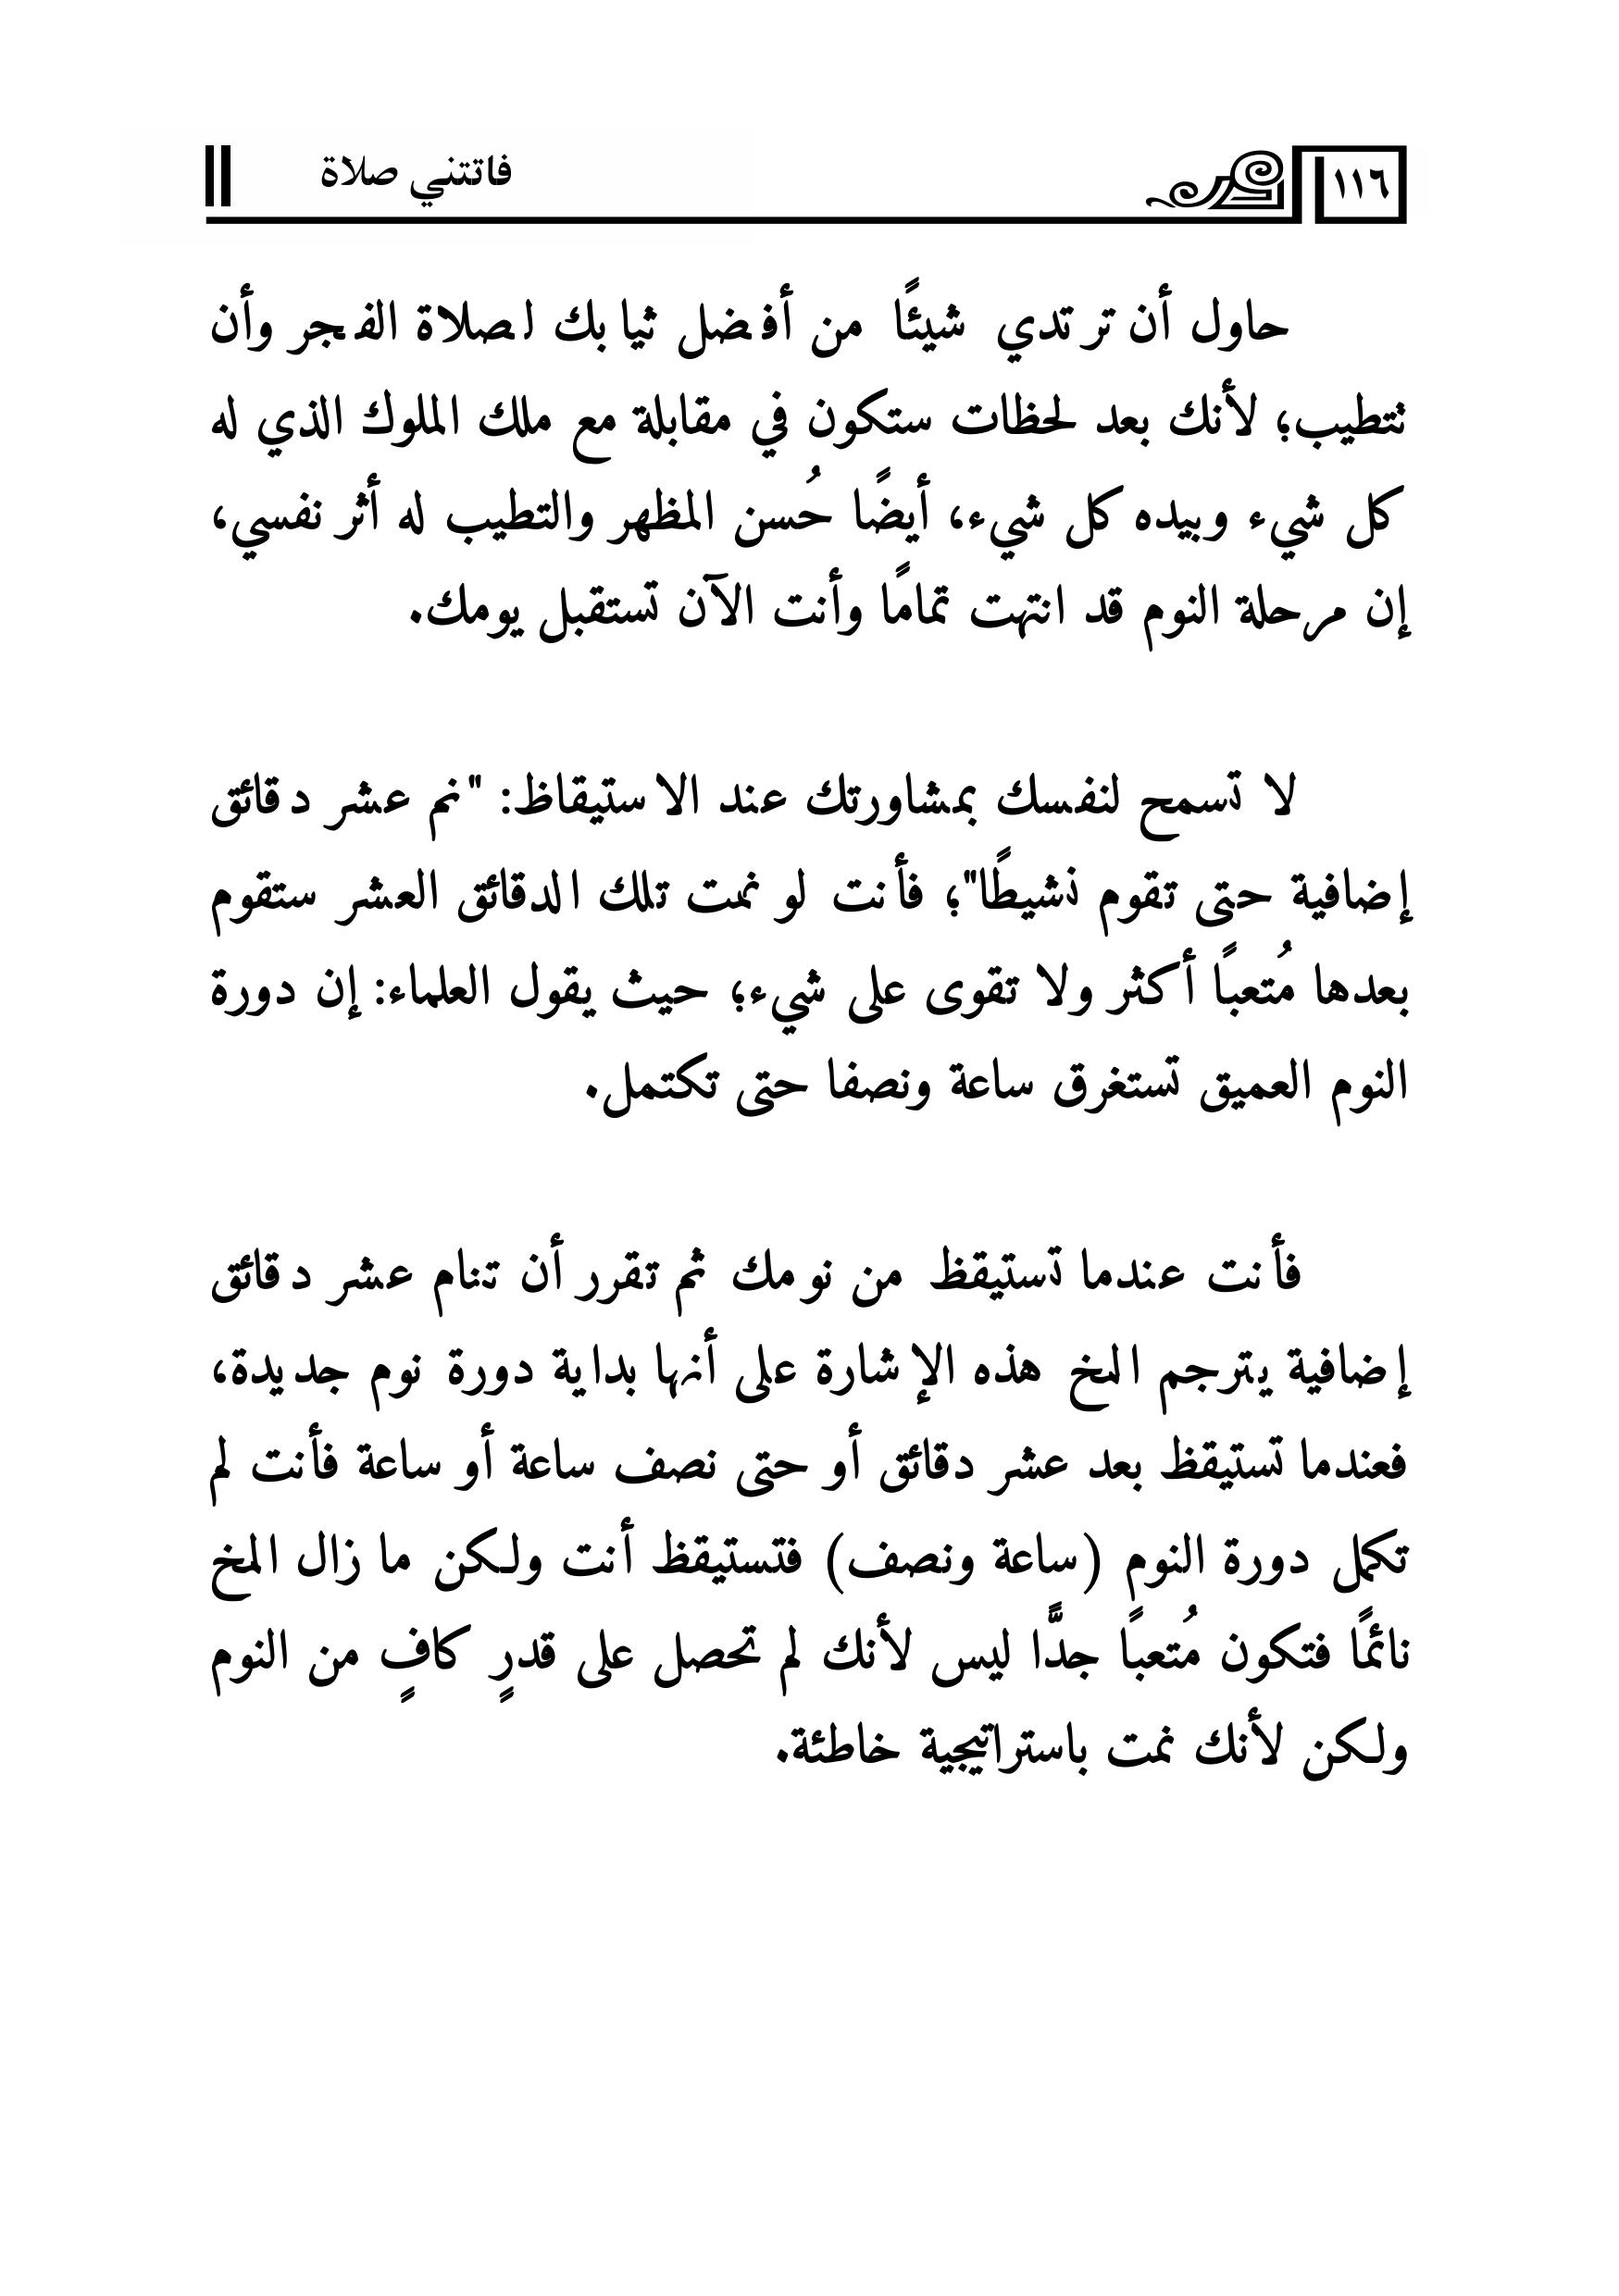 ١١٦
فاتتني صلاة
حاول أن ترتدي شيئًا من أفضل ثيابك لصلاة الفجر وأن
تتطيب؛ لأنك بعد لحظات ستكون في مقابلة مع ملك الملوك الذي له
كل شيء وبيده كل شيء، أيضًا حُسن المظهر والتطيب له أثر نفسي،
إن مرحلة النوم قد انتهت تمامًا وأنت الآن تستقبل يومك.
لا تسمح لنفسك بمشاورتك عند الاستيقاظ: "نم عشر دقائق
إضافية حتى تقوم نشيطًا"؛ فأنت لو نمت تلك الدقائق العشر ستقوم
بعدها مُتعبًا أكثر ولا تقوى على شيء؛ حيث يقول العلماء: إن دورة
النوم العميق تستغرق ساعة ونصفا حتى تكتمل.
فأنت عندما تستيقظ من نومك ثم تقرر أن تنام عشر دقائق
إضافية يترجم المخ هذه الإشارة على أنها بداية دورة نوم جديدة،
فعندما تستيقظ بعد عشر دقائق أو حتى نصف ساعة أو ساعة فأنت لم
تكمل دورة النوم (ساعة ونصف) فتستيقظ أنت ولكن ما زال المخ
نائمًا فتكون مُتعبًا جدًّا ليس لأنك لم تحصل على قدرٍ كافٍ من النوم
ولكن لأنك نمت باستراتيجية خاطئة.